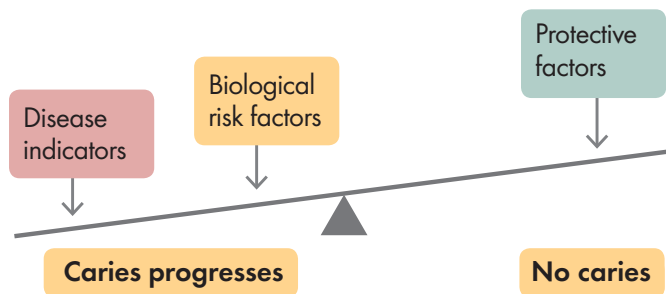 Disease
indicators
Biological
risk factors
Protective
factors
Caries progresses
No caries